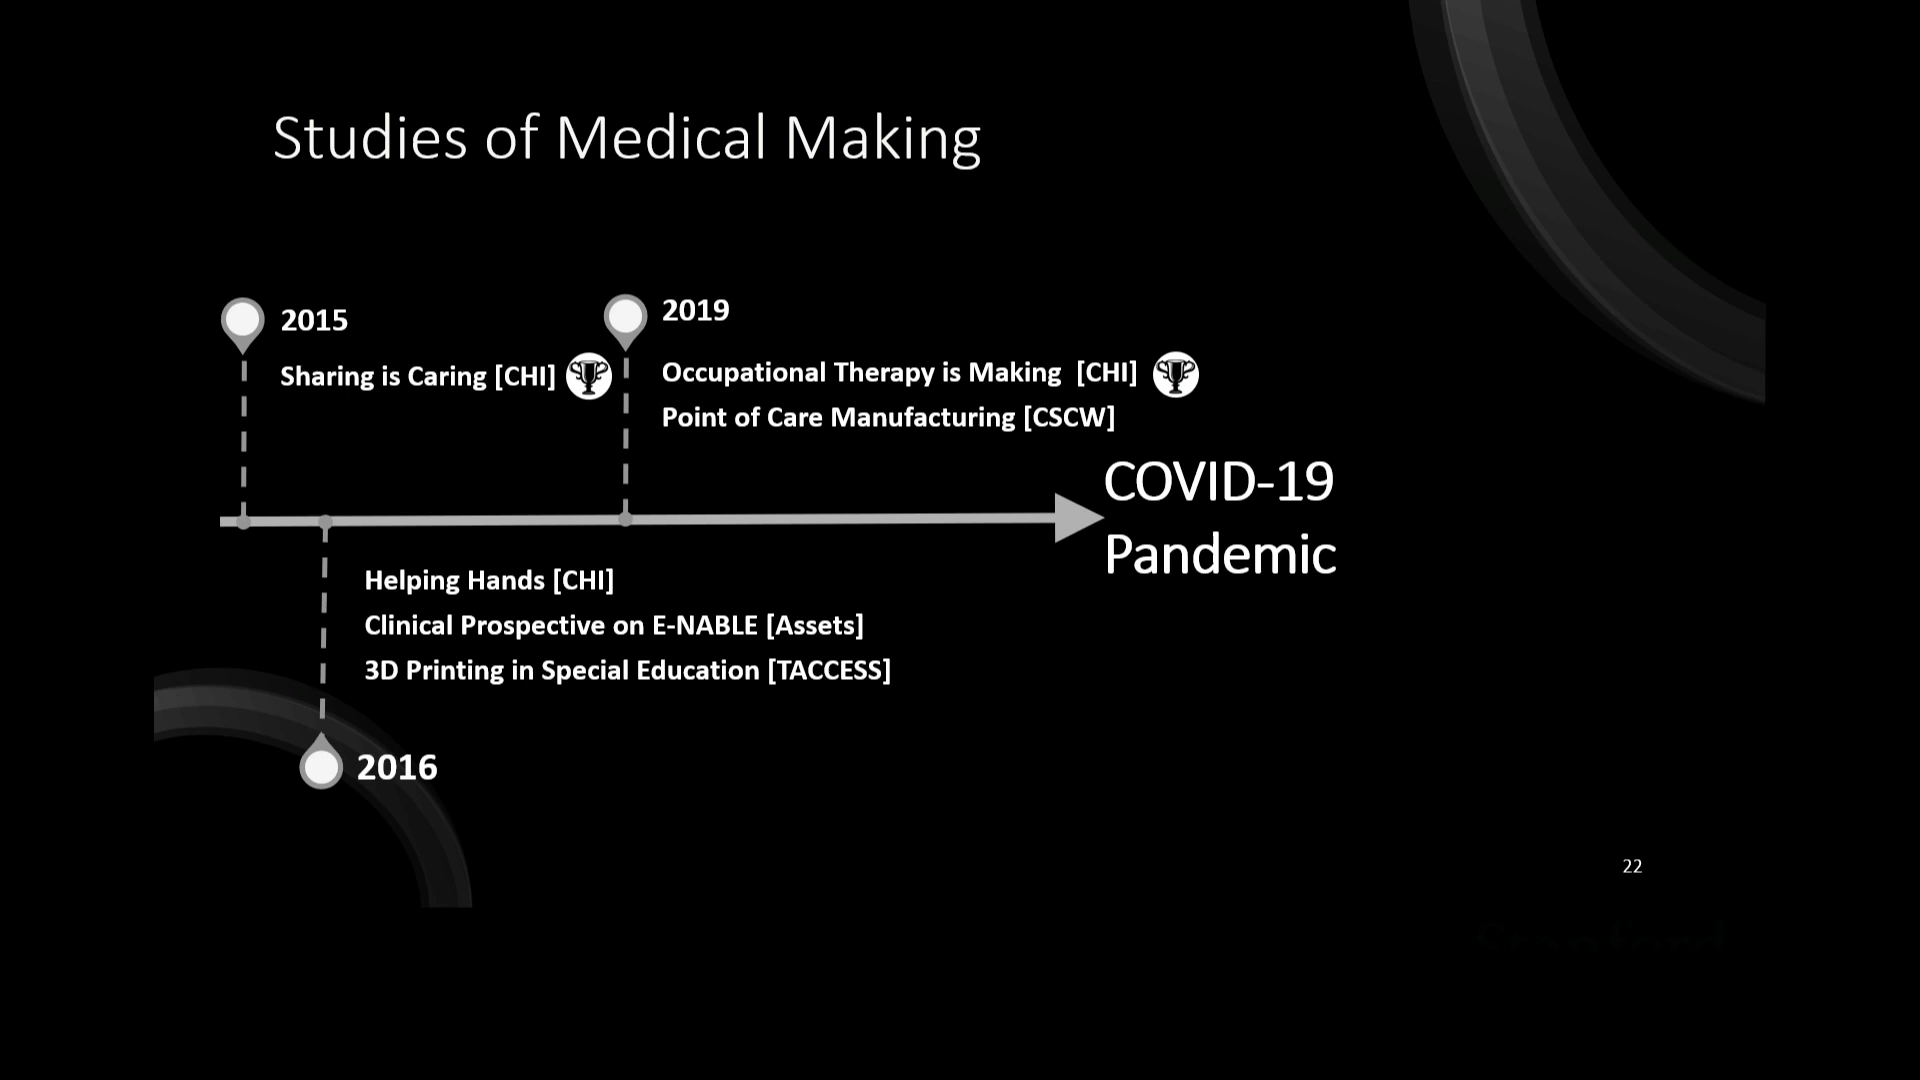 Studies of Medical Making
2015
Sharing is Caring [CHI]
2019
Occupational Therapy is Making [CHI]
Point of Care Manufacturing [CSCW]
COVID-19
Pandemic
Helping Hands [CHI]
Clinical Prospective on E-NABLE [Assets]
3D Printing in Special Education [TACCESS]
2016
22